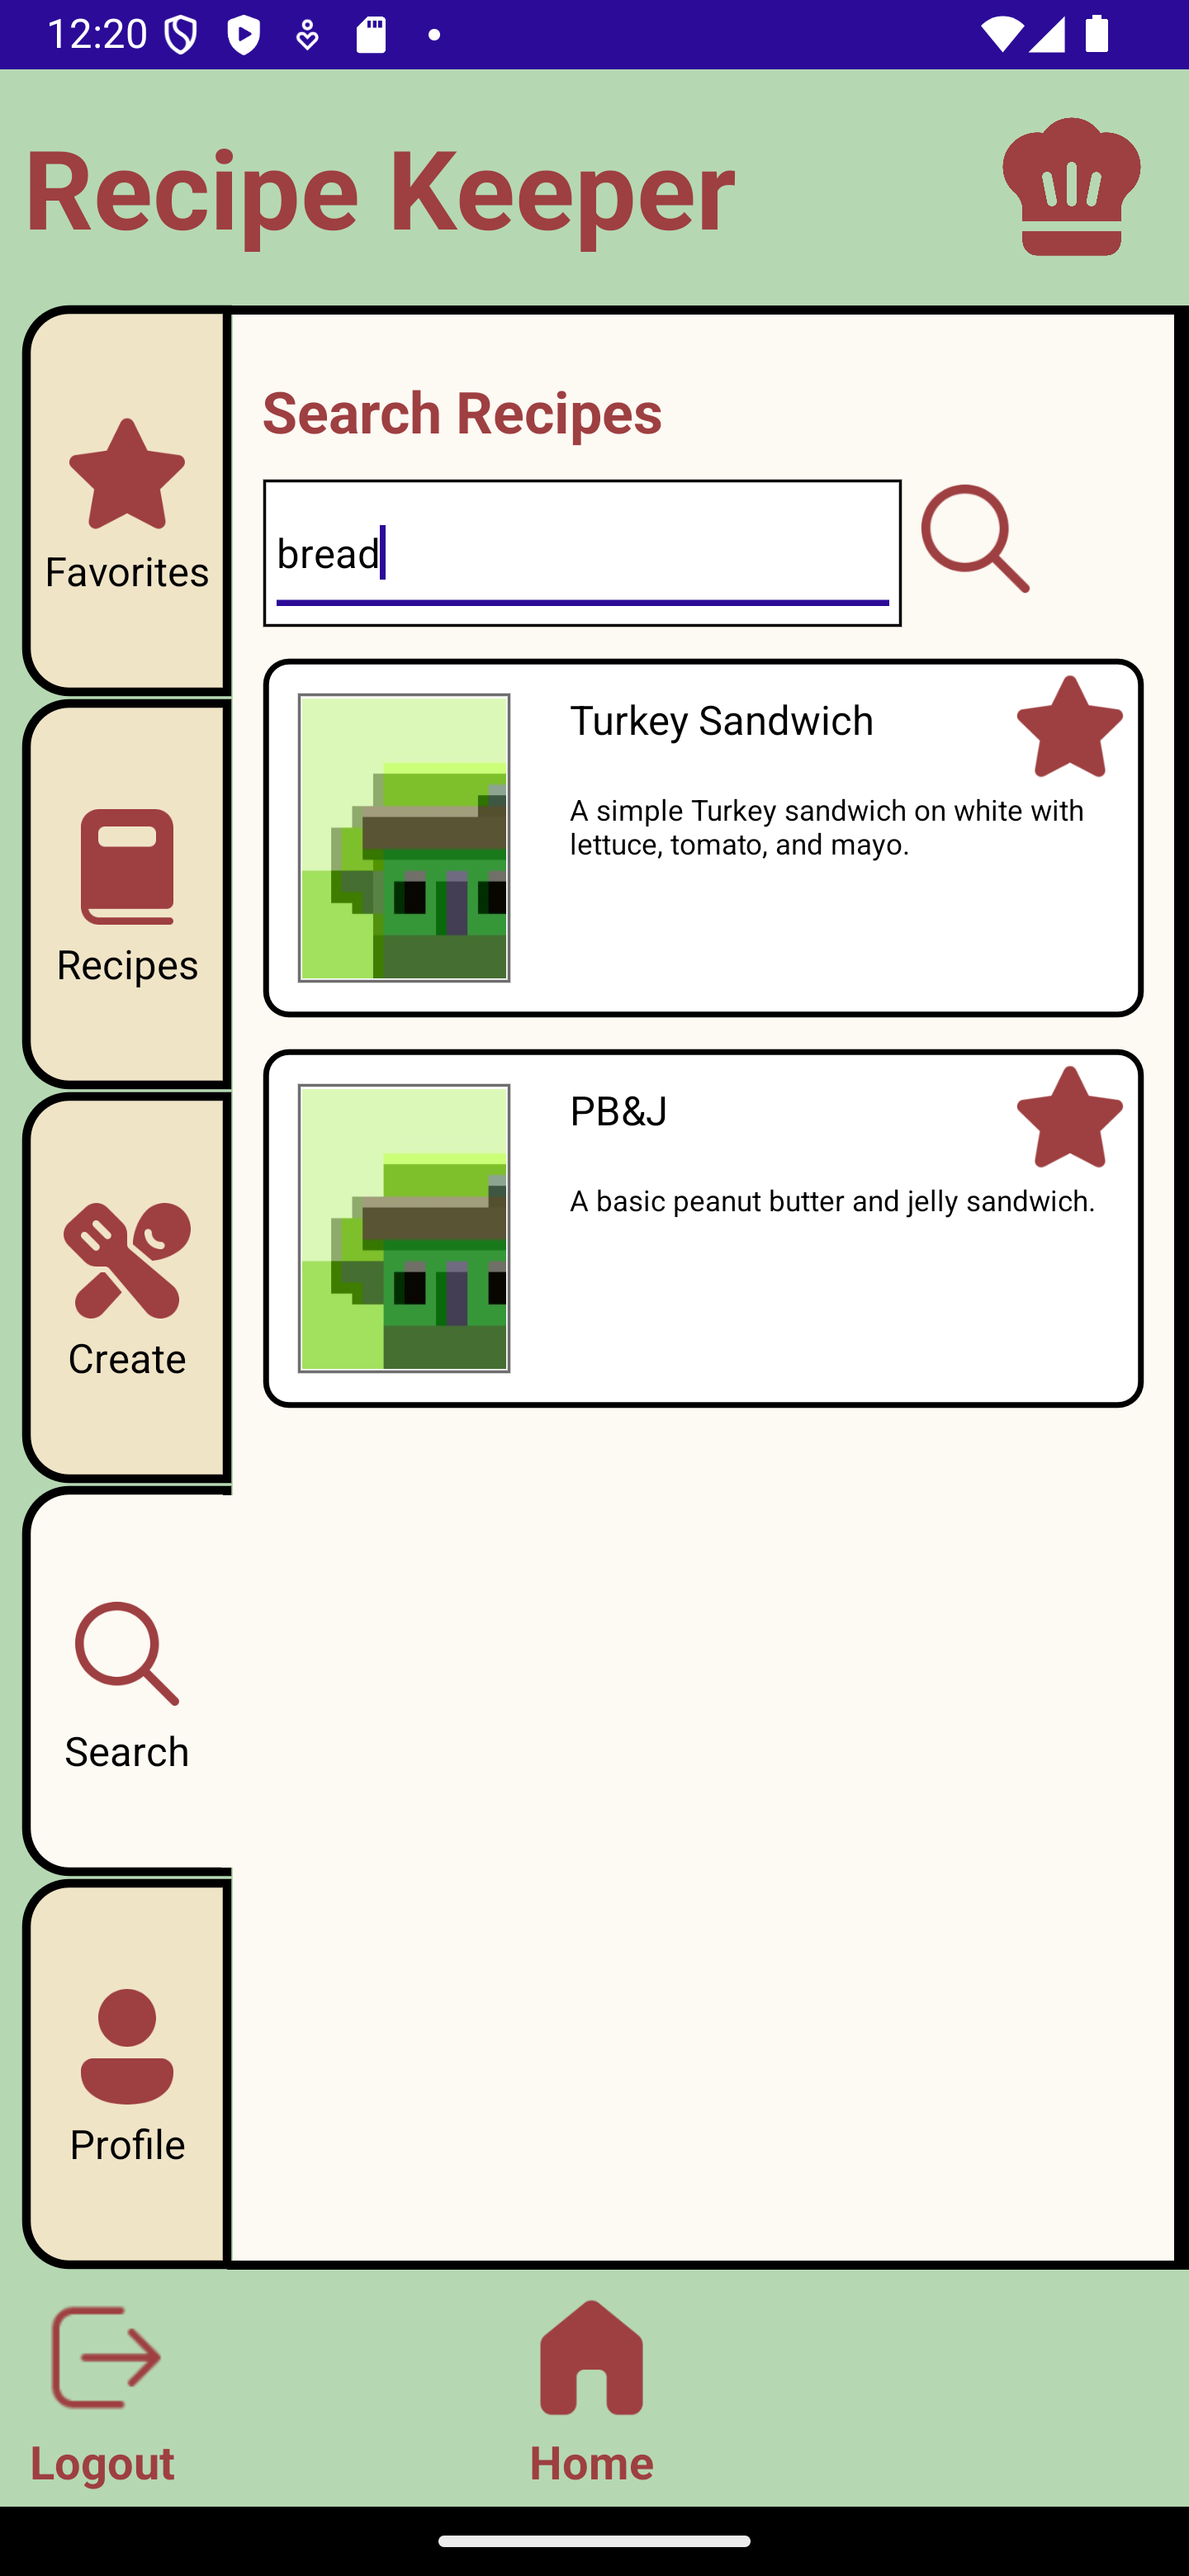 12:20
Recipe Keeper
Favorites
Search Recipes
bread
Turkey Sandwich
A simple Turkey sandwich on white with
lettuce, tomato, and mayo.
Recipes
PB&J
A basic peanut butter and jelly sandwich.
Create
Search
Profile
Logout
Home